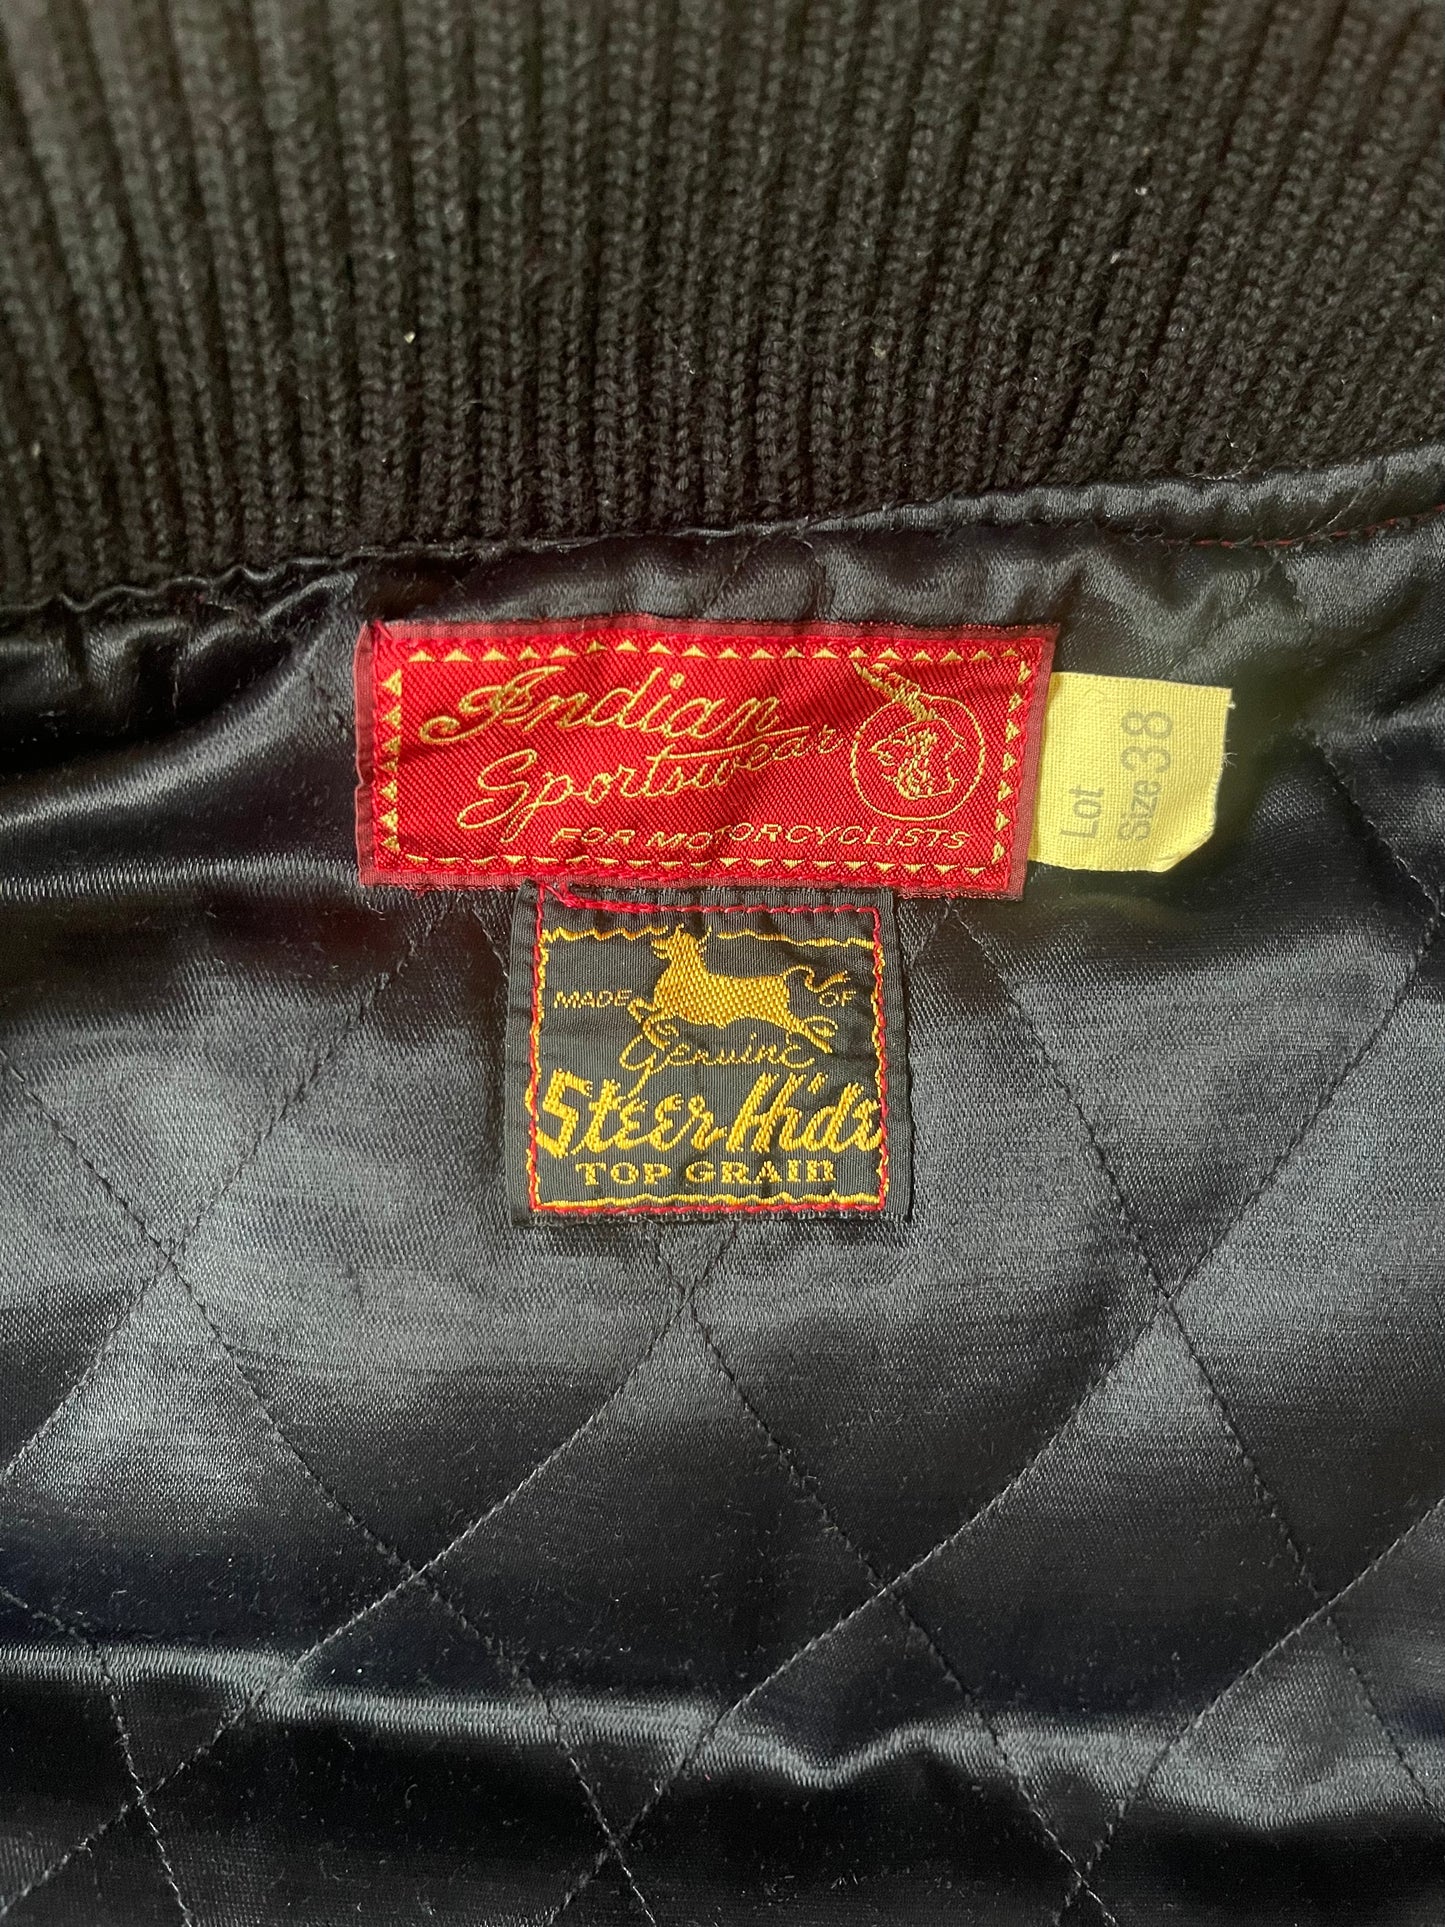 Indian
Sportswear
FOR MOTORCYCLISTS
Lot
Size 38
MADE OF
Genuine
Steer Hide
TOP GRAIN